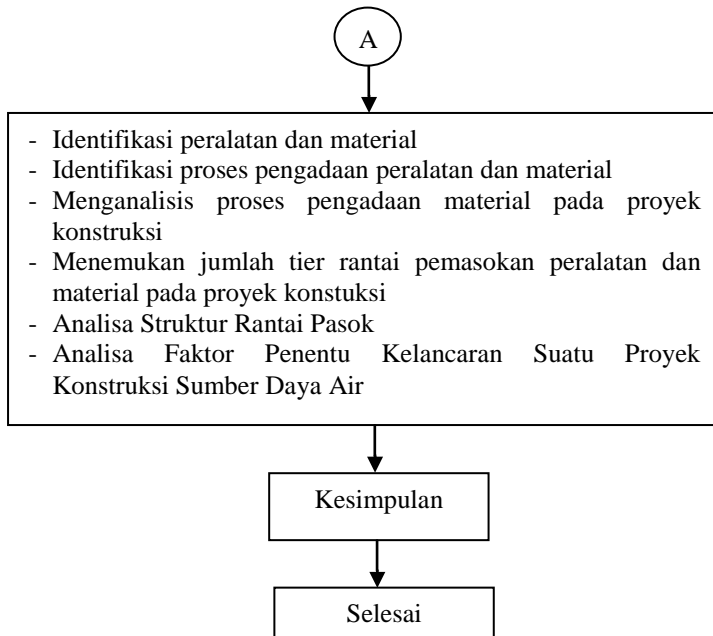 A
- Identifikasi peralatan dan material
- Identifikasi proses pengadaan peralatan dan material
- Menganalisis proses pengadaan material pada proyek
konstruksi
- Menemukan jumlah tier rantai pemasokan peralatan dan
material pada proyek konstuksi
- Analisa Struktur Rantai Pasok
- Analisa Faktor Penentu Kelancaran Suatu Proyek
Konstruksi Sumber Daya Air
Kesimpulan
Selesai